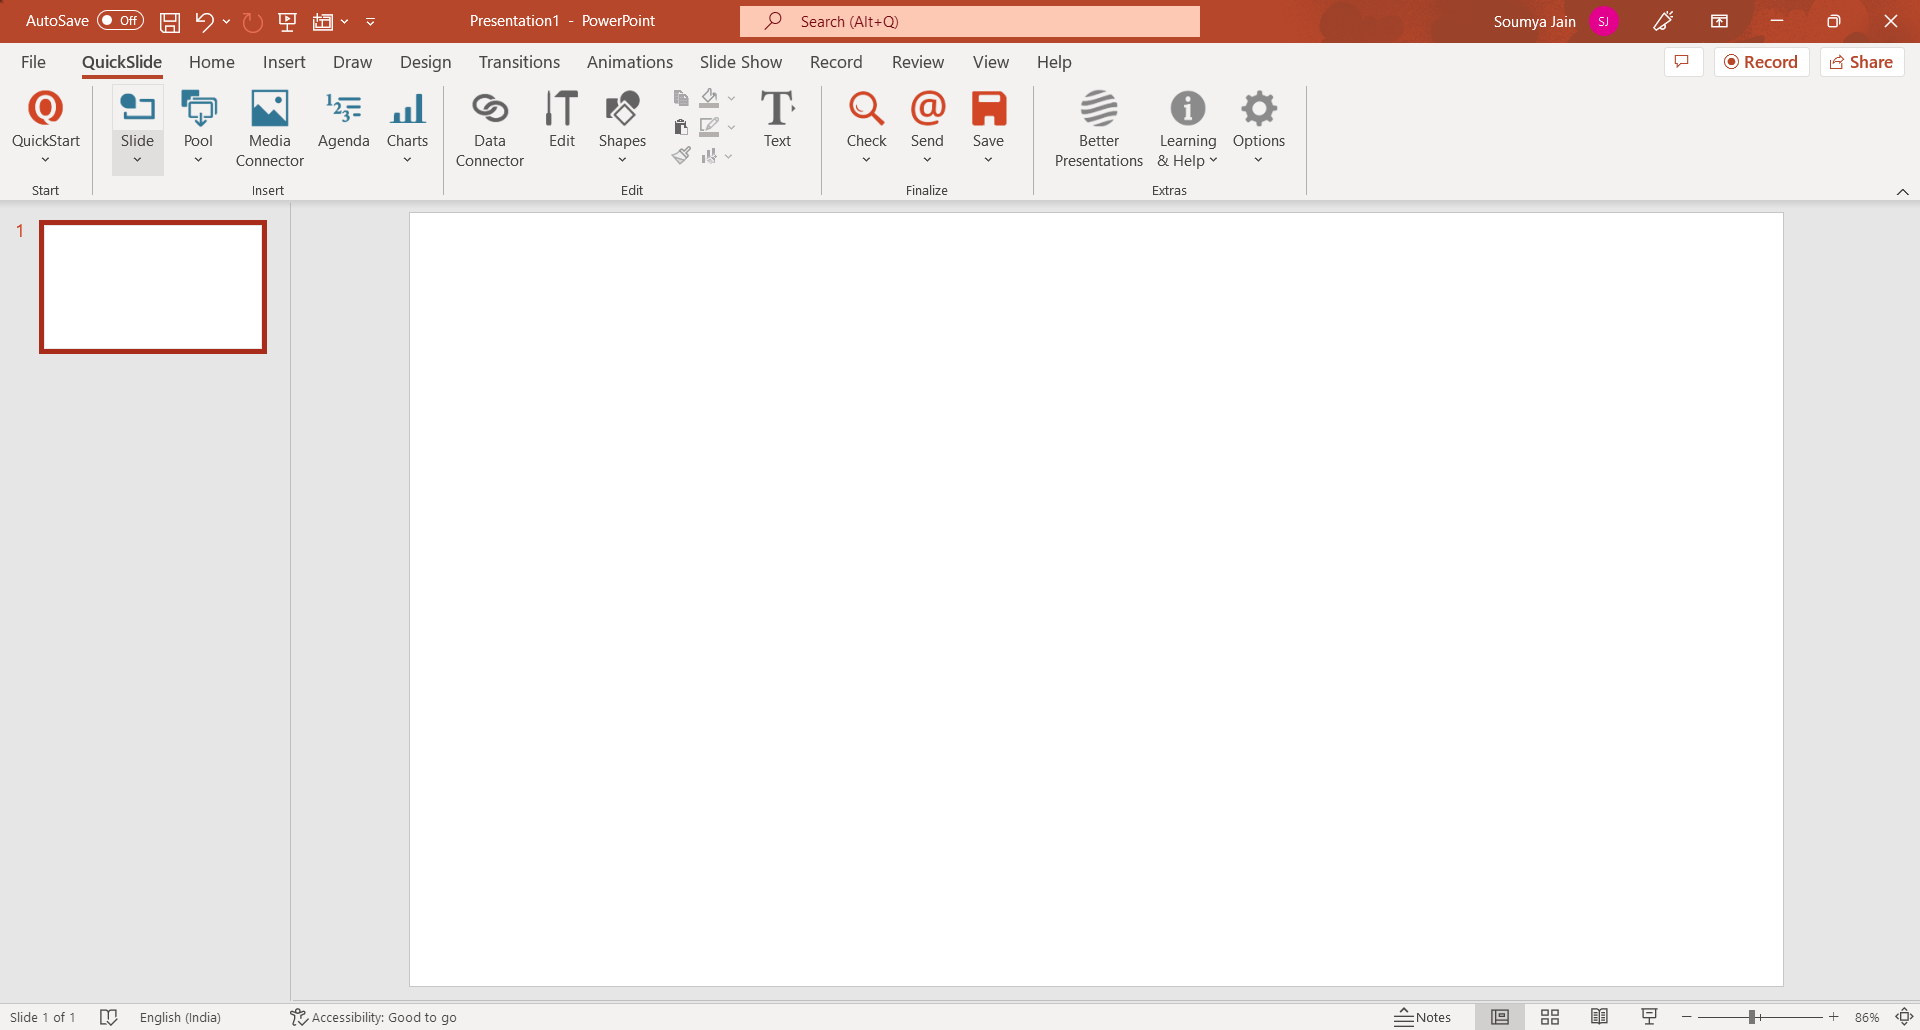 AutoSave Off Presentation1 - PowerPoint Search (Alt+Q) Soumya Jain SJ
File QuickSlide Home Insert Draw Design Transitions Animations Slide Show Record Review View Help Record Share
QuickStart Slide Pool Media Connector Agenda Charts Data Connector Edit Shapes Text Check Send Save Better Presentations Learning & Help Options
Start Insert Edit Finalize Extras
1
Slide 1 of 1 English (India) Accessibility: Good to go Notes 86%